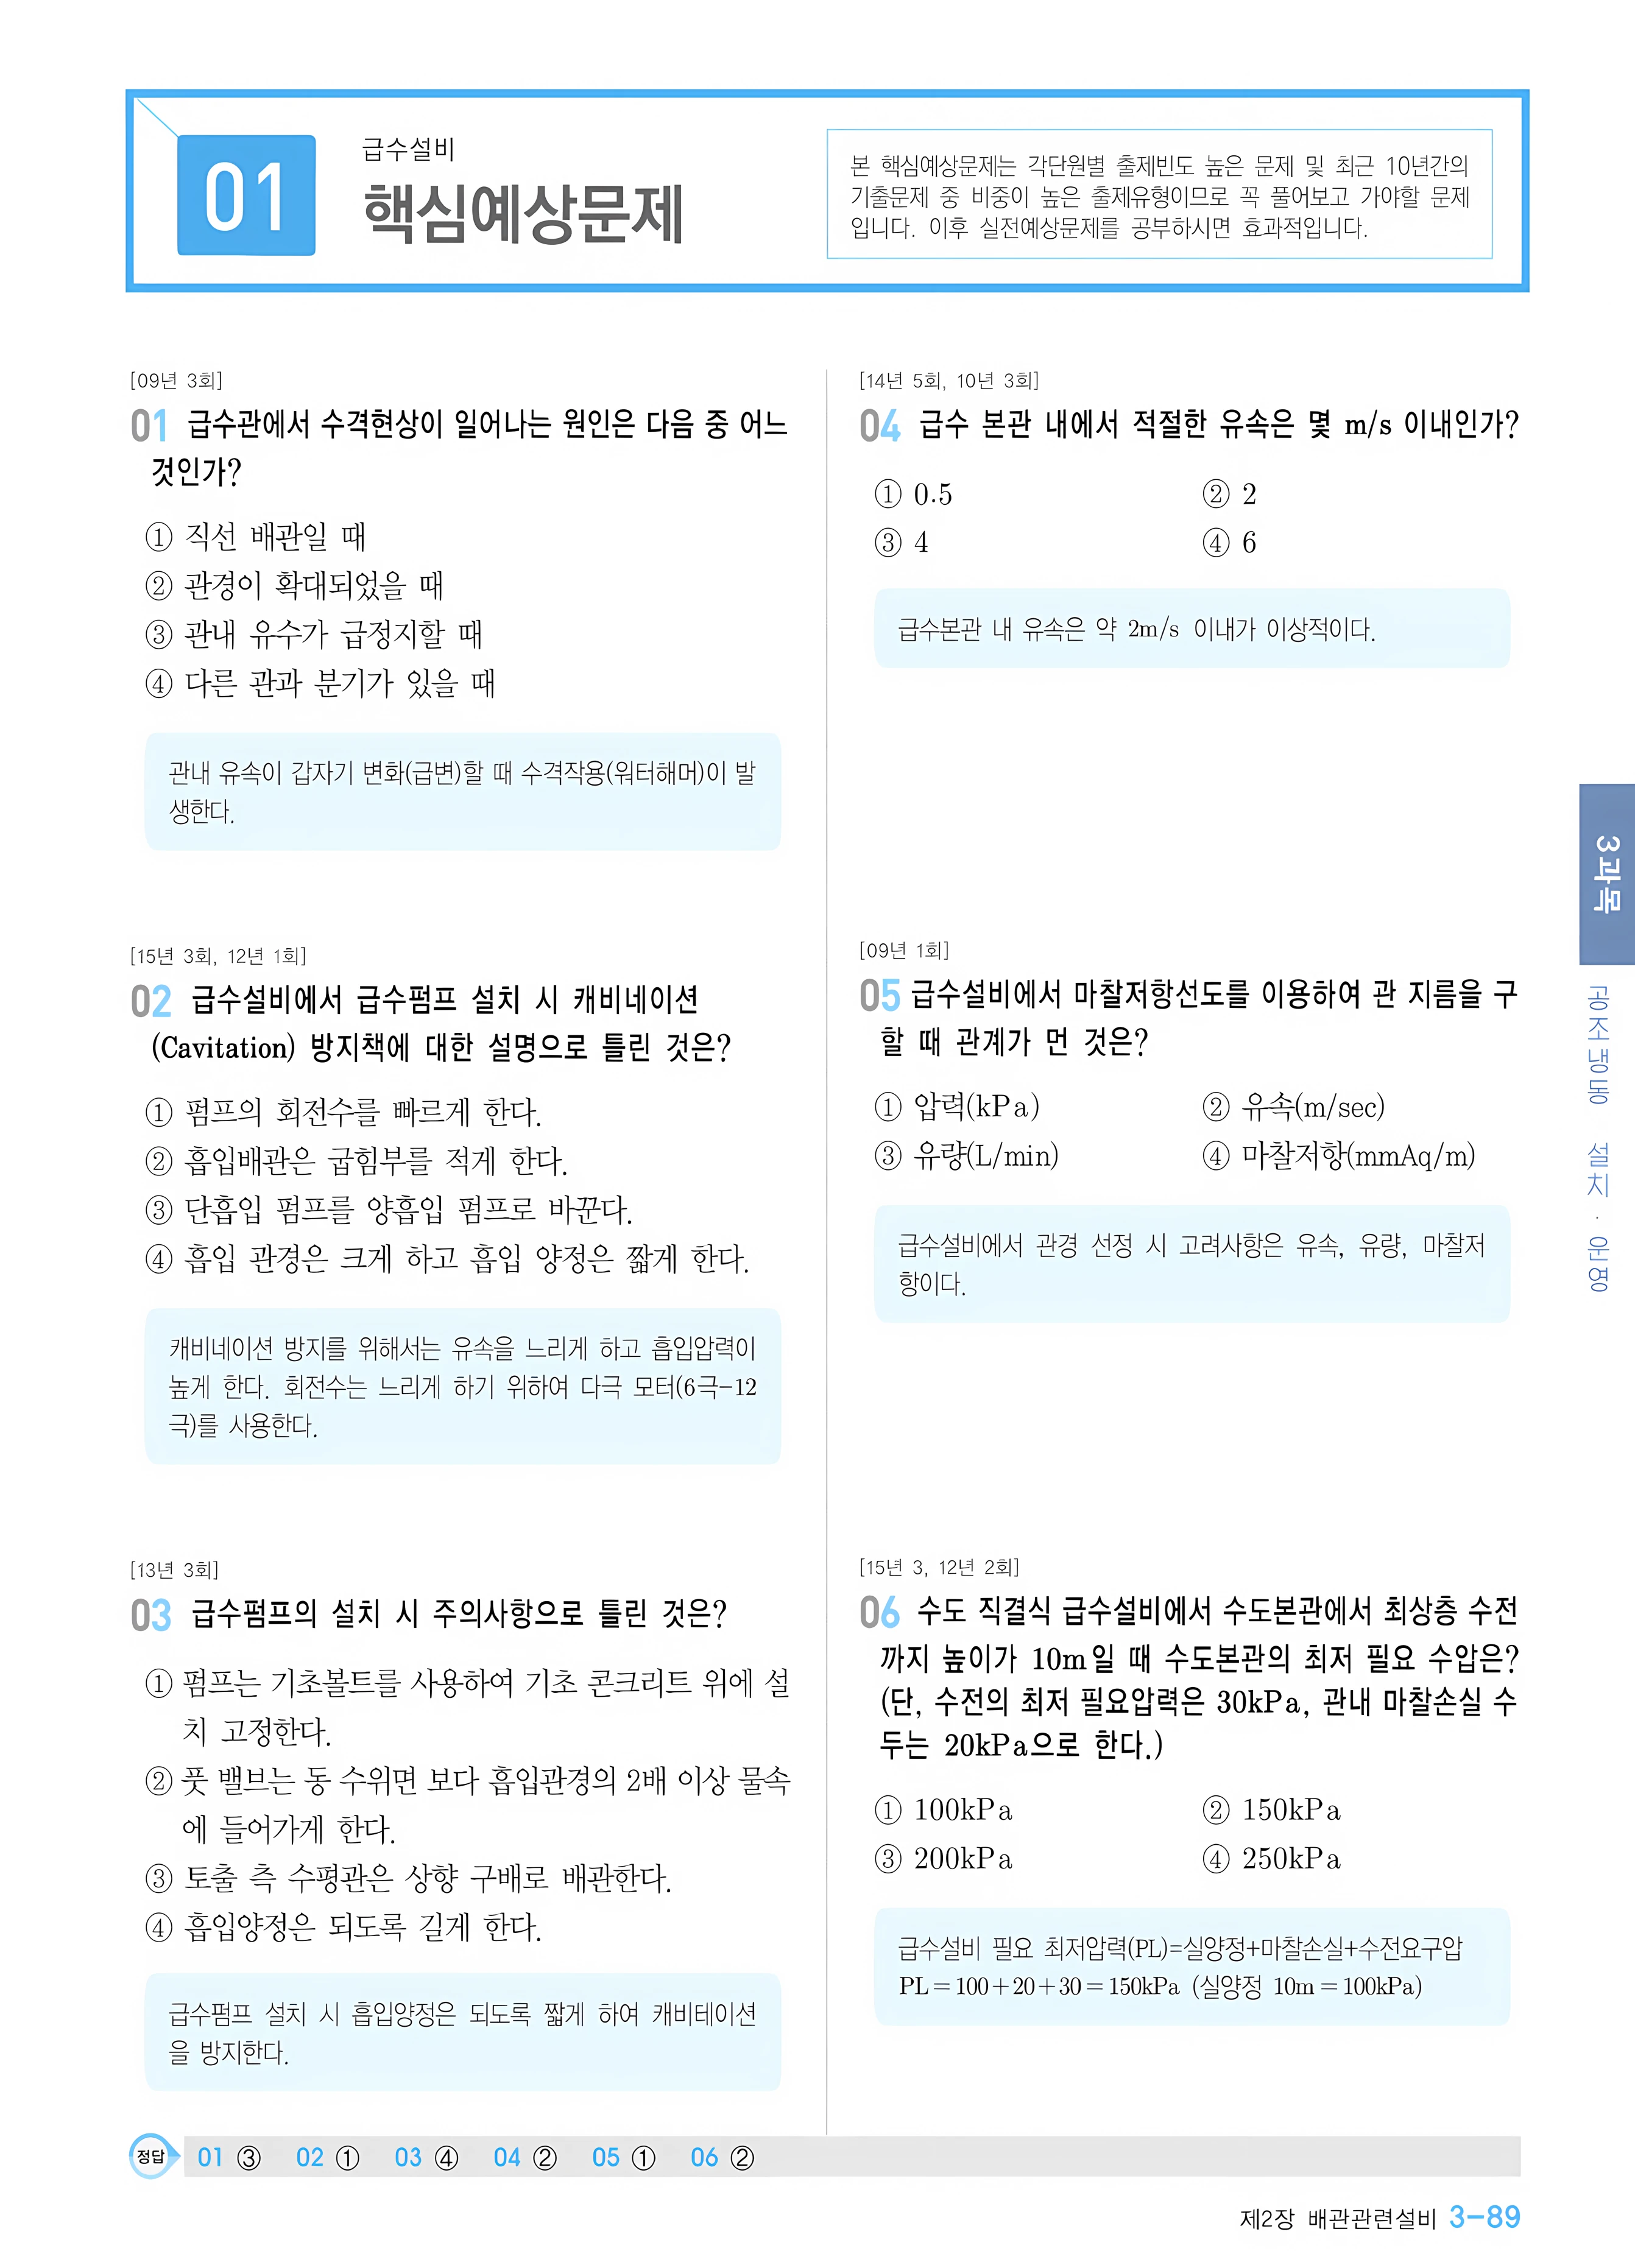 01
급수설비
핵심예상문제
본 핵심예상문제는 각단원별 출제빈도 높은 문제 및 최근 10년간의
기출문제 중 비중이 높은 출제유형이므로 꼭 풀어보고 가야할 문제
입니다. 이후 실전예상문제를 공부하시면 효과적입니다.
[09년 3회]
01 급수관에서 수격현상이 일어나는 원인은 다음 중 어느
것인가?
① 직선 배관일 때
② 관경이 확대되었을 때
③ 관내 유수가 급정지할 때
④ 다른 관과 분기가 있을 때
관내 유속이 갑자기 변화(급변)할 때 수격작용(워터해머)이 발
생한다.
[15년 3회, 12년 1회]
02 급수설비에서 급수펌프 설치 시 캐비네이션
(Cavitation) 방지책에 대한 설명으로 틀린 것은?
① 펌프의 회전수를 빠르게 한다.
② 흡입배관은 굽힘부를 적게 한다.
③ 단흡입 펌프를 양흡입 펌프로 바꾼다.
④ 흡입 관경은 크게 하고 흡입 양정은 짧게 한다.
캐비네이션 방지를 위해서는 유속을 느리게 하고 흡입압력이
높게 한다. 회전수는 느리게 하기 위하여 다극 모터(6극-12
극)를 사용한다.
[13년 3회]
03 급수펌프의 설치 시 주의사항으로 틀린 것은?
① 펌프는 기초볼트를 사용하여 기초 콘크리트 위에 설
치 고정한다.
② 풋 밸브는 동 수위면 보다 흡입관경의 2배 이상 물속
에 들어가게 한다.
③ 토출 측 수평관은 상향 구배로 배관한다.
④ 흡입양정은 되도록 길게 한다.
급수펌프 설치 시 흡입양정은 되도록 짧게 하여 캐비테이션
을 방지한다.
[14년 5회, 10년 3회]
04 급수 본관 내에서 적절한 유속은 몇 m/s 이내인가?
① 0.5 ② 2
③ 4 ④ 6
급수본관 내 유속은 약 2m/s 이내가 이상적이다.
[09년 1회]
05 급수설비에서 마찰저항선도를 이용하여 관 지름을 구
할 때 관계가 먼 것은?
① 압력(kPa) ② 유속(m/sec)
③ 유량(L/min) ④ 마찰저항(mmAq/m)
급수설비에서 관경 선정 시 고려사항은 유속, 유량, 마찰저
항이다.
[15년 3, 12년 2회]
06 수도 직결식 급수설비에서 수도본관에서 최상층 수전
까지 높이가 10m일 때 수도본관의 최저 필요 수압은?
(단, 수전의 최저 필요압력은 30kPa, 관내 마찰손실 수
두는 20kPa으로 한다.)
① 100kPa ② 150kPa
③ 200kPa ④ 250kPa
급수설비 필요 최저압력(PL)=실양정+마찰손실+수전요구압
PL=100+20+30=150kPa (실양정 10m=100kPa)
3과목
공조냉동 설치·운영
정답 01 ③ 02 ① 03 ④ 04 ② 05 ① 06 ②
제2장 배관관련설비 3-89